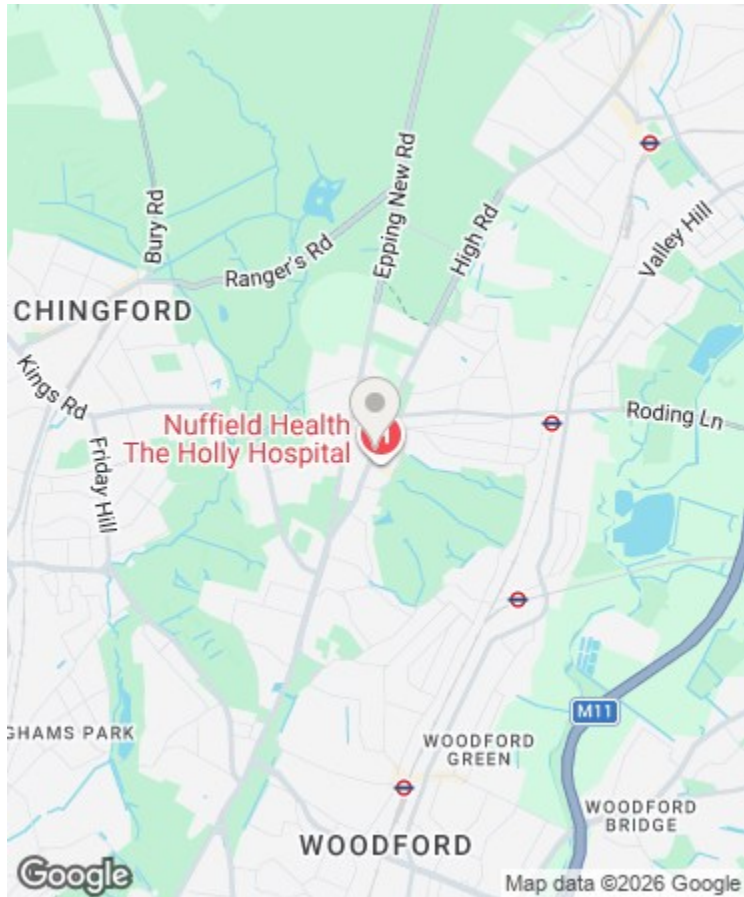 Epping New Rd
High Rd
Bury Rd
Valley Hill
Ranger's Rd
CHINGFORD
Kings Rd
Friday Hill
Nuffield Health
The Holly Hospital
Roding Ln
M11
GHAMS PARK
WOODFORD
GREEN
WOODFORD
BRIDGE
WOODFORD
Google
Map data ©2026 Google